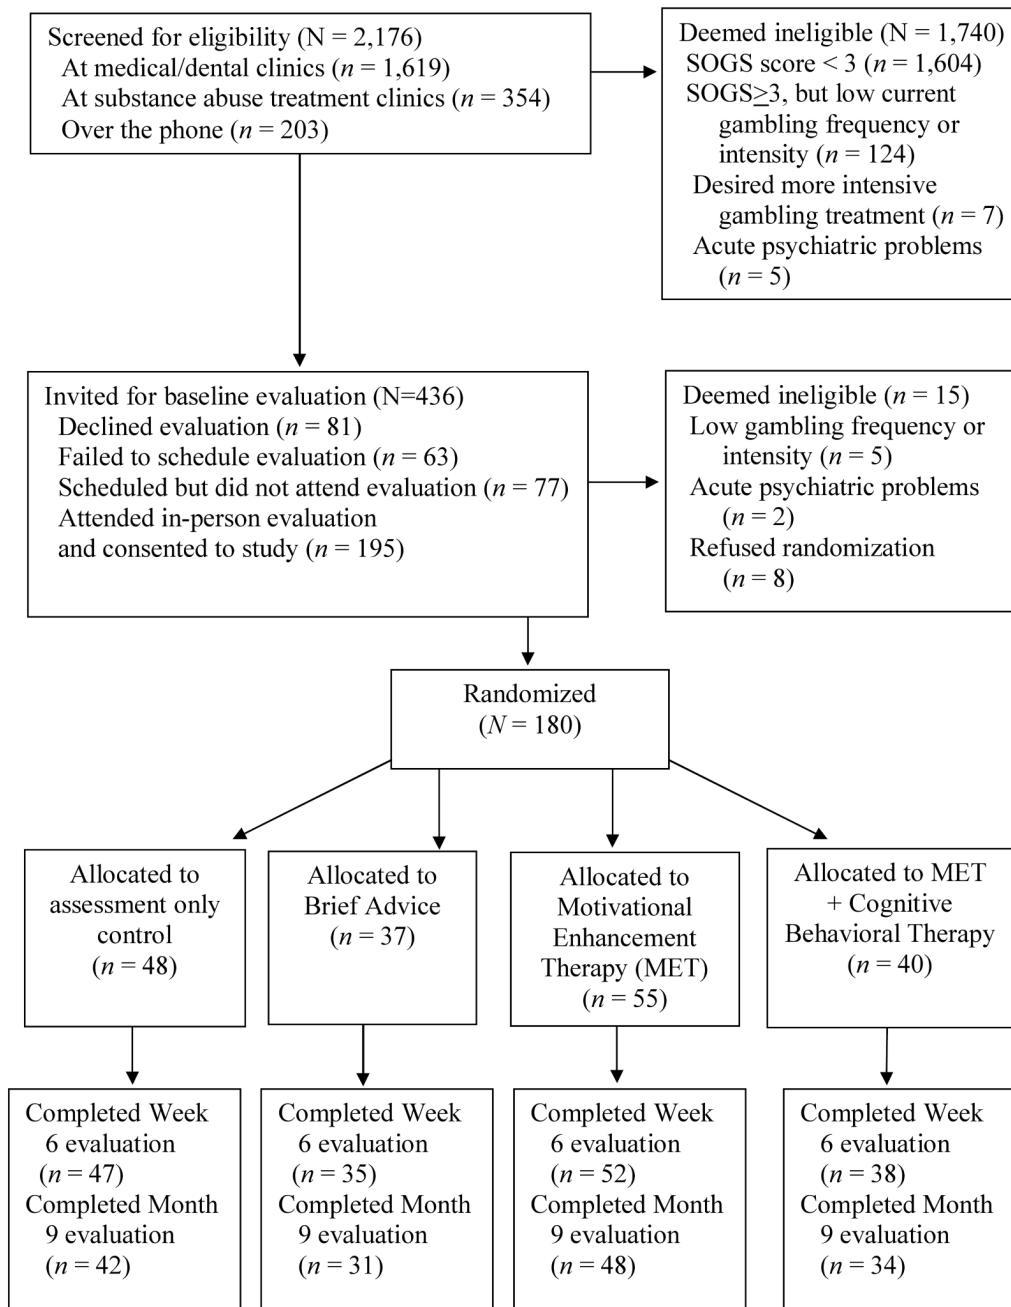 Screened for eligibility (N = 2,176)
At medical/dental clinics (n = 1,619)
At substance abuse treatment clinics (n = 354)
Over the phone (n = 203)
Deemed ineligible (N = 1,740)
SOGS score < 3 (n = 1,604)
SOGS≥3, but low current
gambling frequency or
intensity (n = 124)
Desired more intensive
gambling treatment (n = 7)
Acute psychiatric problems
(n = 5)
Invited for baseline evaluation (N=436)
Declined evaluation (n = 81)
Failed to schedule evaluation (n = 63)
Scheduled but did not attend evaluation (n = 77)
Attended in-person evaluation
and consented to study (n = 195)
Deemed ineligible (n = 15)
Low gambling frequency or
intensity (n = 5)
Acute psychiatric problems
(n = 2)
Refused randomization
(n = 8)
Randomized
(N = 180)
Allocated to
assessment only
control
(n = 48)
Allocated to
Brief Advice
(n = 37)
Allocated to
Motivational
Enhancement
Therapy (MET)
(n = 55)
Allocated to MET
+ Cognitive
Behavioral Therapy
(n = 40)
Completed Week
6 evaluation
(n = 47)
Completed Month
9 evaluation
(n = 42)
Completed Week
6 evaluation
(n = 35)
Completed Month
9 evaluation
(n = 31)
Completed Week
6 evaluation
(n = 52)
Completed Month
9 evaluation
(n = 48)
Completed Week
6 evaluation
(n = 38)
Completed Month
9 evaluation
(n = 34)